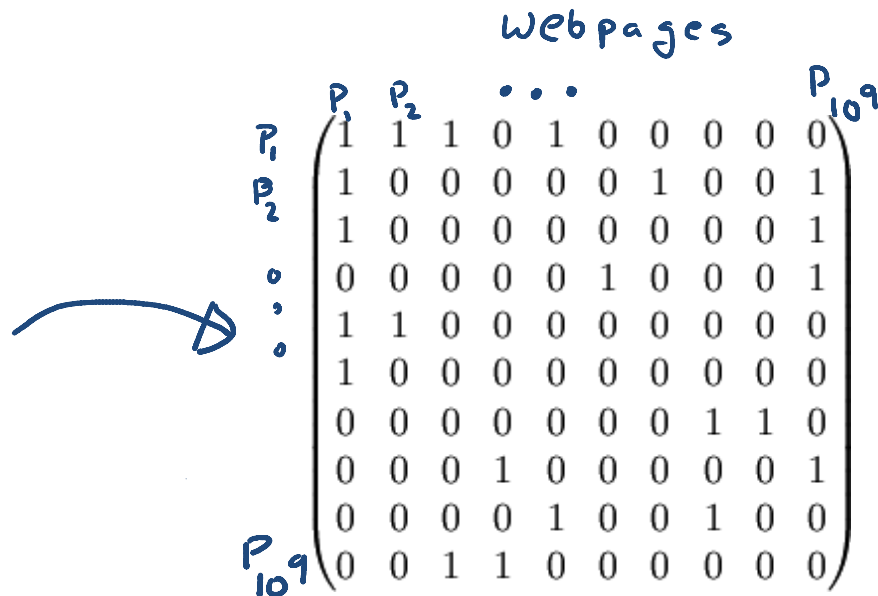 Webpages
P₁ P₂ ... P₁₀⁹
P₁ 1 1 1 0 1 0 0 0 0 0
P₂ 1 0 0 0 0 0 1 0 0 1
1 0 0 0 0 0 0 0 0 1
0 0 0 0 0 1 0 0 0 1
1 1 0 0 0 0 0 0 0 0
1 0 0 0 0 0 0 0 0 0
0 0 0 0 0 0 0 1 1 0
0 0 0 1 0 0 0 0 0 1
0 0 0 0 1 0 0 1 0 0
P₁₀⁹ 0 0 1 1 0 0 0 0 0 0